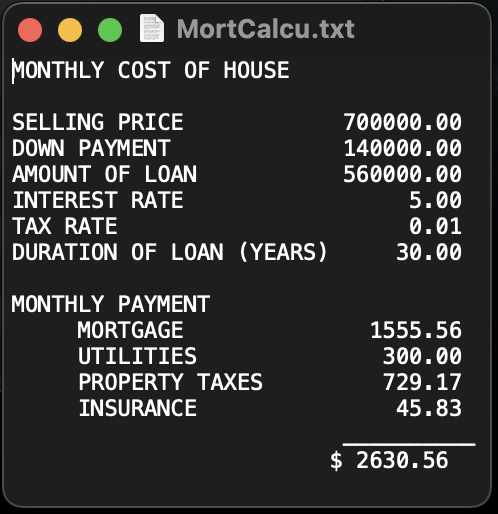 MortCalcu.txt
MONTHLY COST OF HOUSE
SELLING PRICE 700000.00
DOWN PAYMENT 140000.00
AMOUNT OF LOAN 560000.00
INTEREST RATE 5.00
TAX RATE 0.01
DURATION OF LOAN (YEARS) 30.00
MONTHLY PAYMENT
MORTGAGE 1555.56
UTILITIES 300.00
PROPERTY TAXES 729.17
INSURANCE 45.83
__________
$ 2630.56